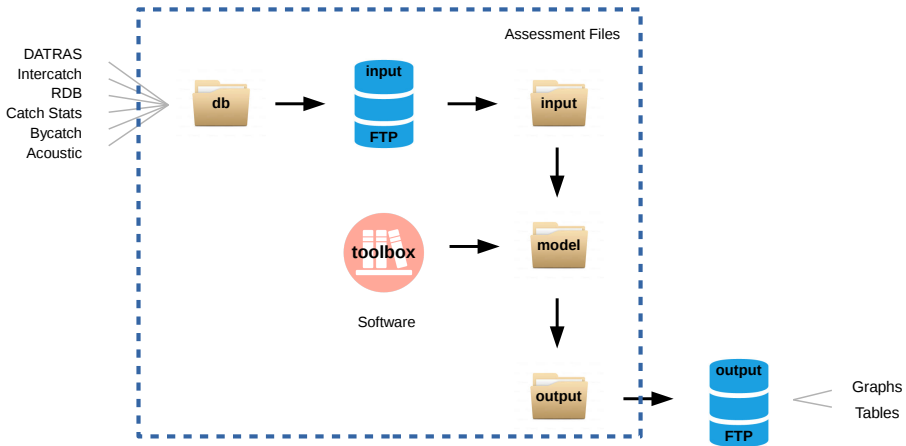 Assessment Files
DATRAS
Intercatch
RDB
Catch Stats
Bycatch
Acoustic
db
input
FTP
input
toolbox
Software
model
output
output
FTP
Graphs
Tables